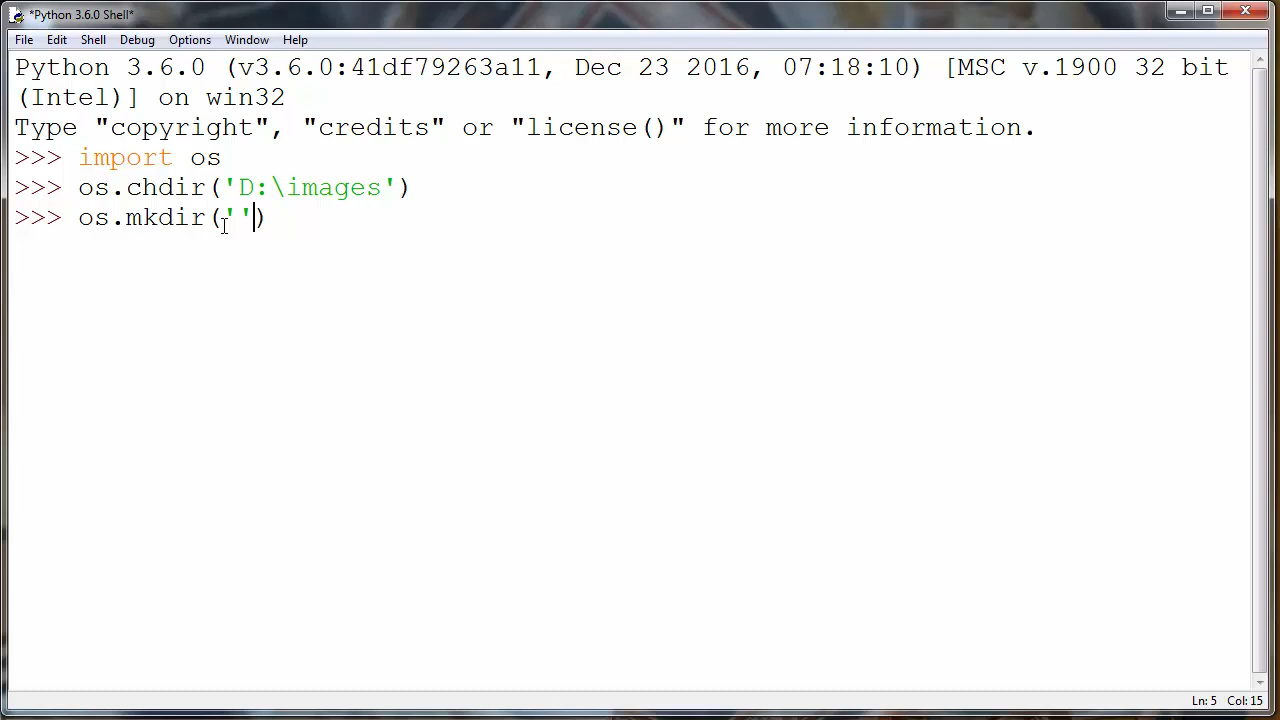 *Python 3.6.0 Shell*
File Edit Shell Debug Options Window Help
Python 3.6.0 (v3.6.0:41df79263a11, Dec 23 2016, 07:18:10) [MSC v.1900 32 bit
(Intel)] on win32
Type "copyright", "credits" or "license()" for more information.
>>> import os
>>> os.chdir('D:\images')
>>> os.mkdir('')
Ln: 5 Col: 15